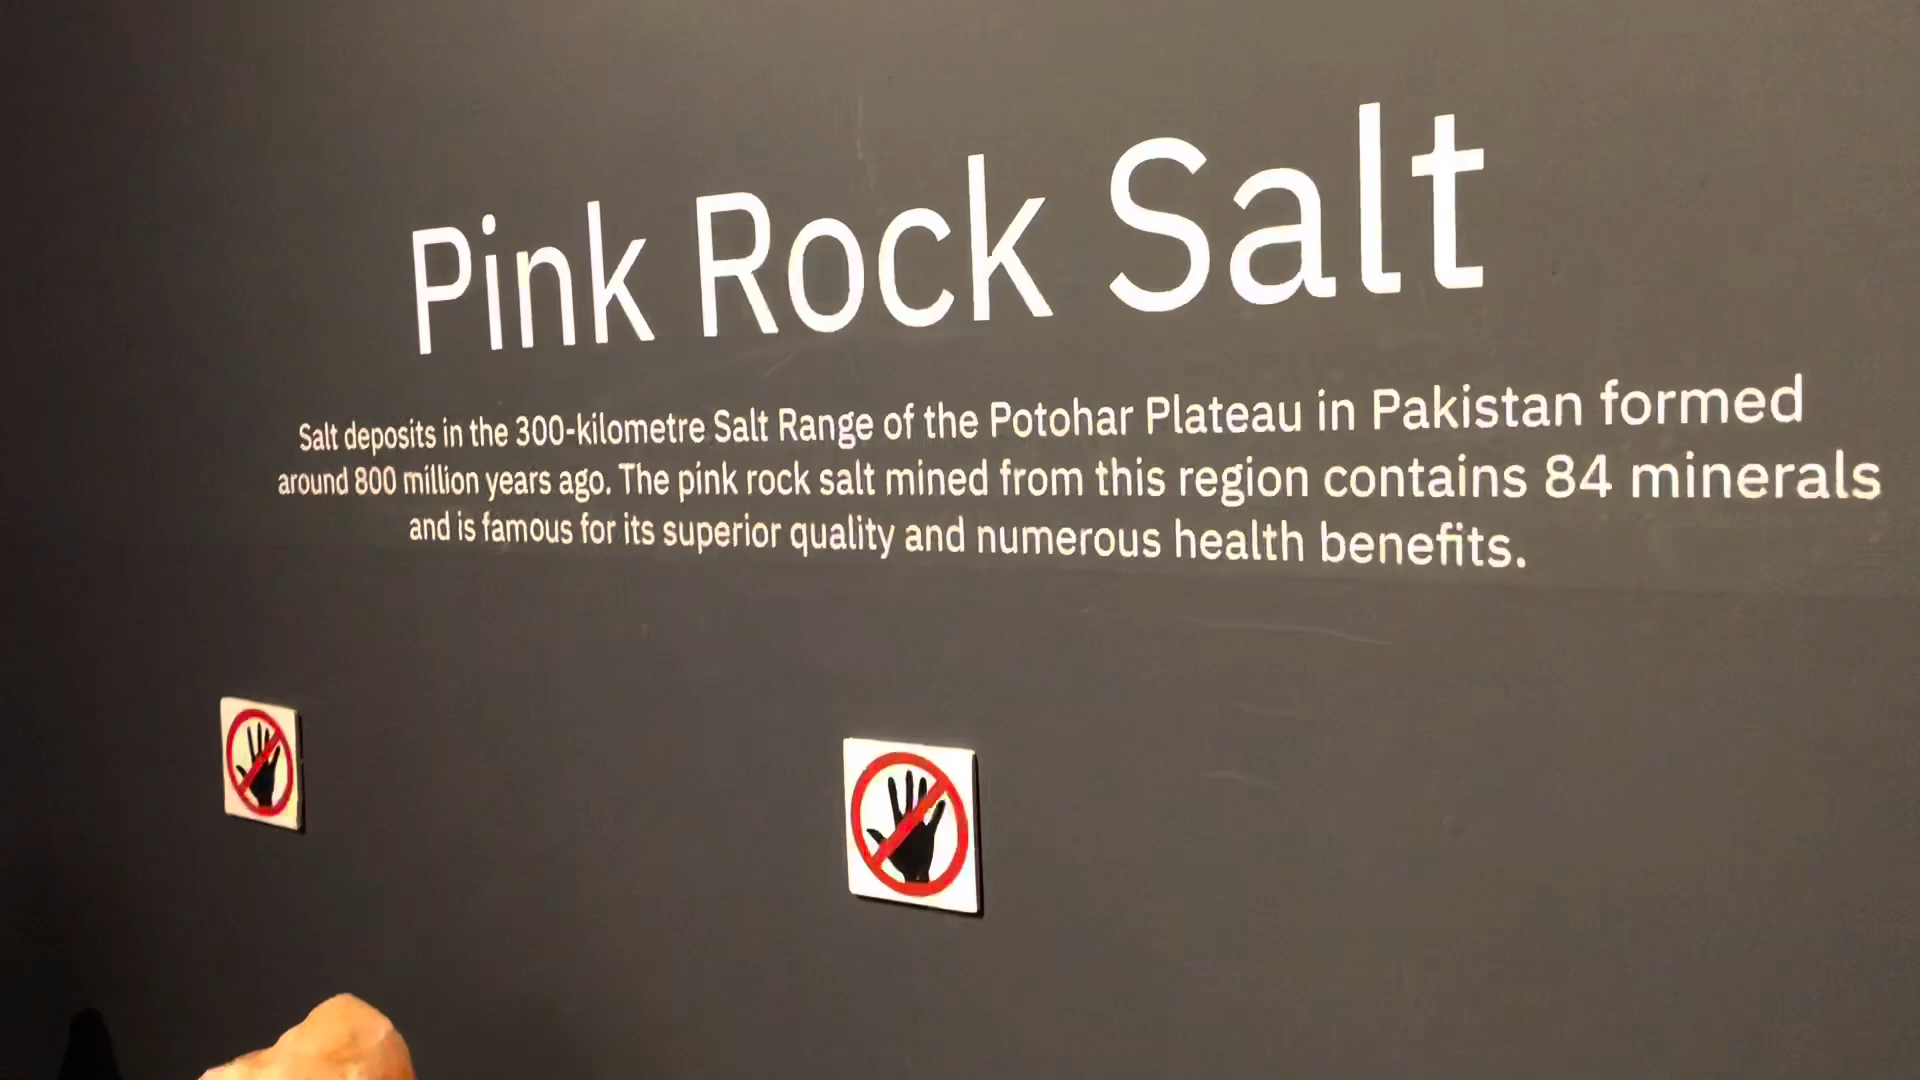 Pink Rock Salt
Salt deposits in the 300-kilometre Salt Range of the Potohar Plateau in Pakistan formed
around 800 million years ago. The pink rock salt mined from this region contains 84 minerals
and is famous for its superior quality and numerous health benefits.